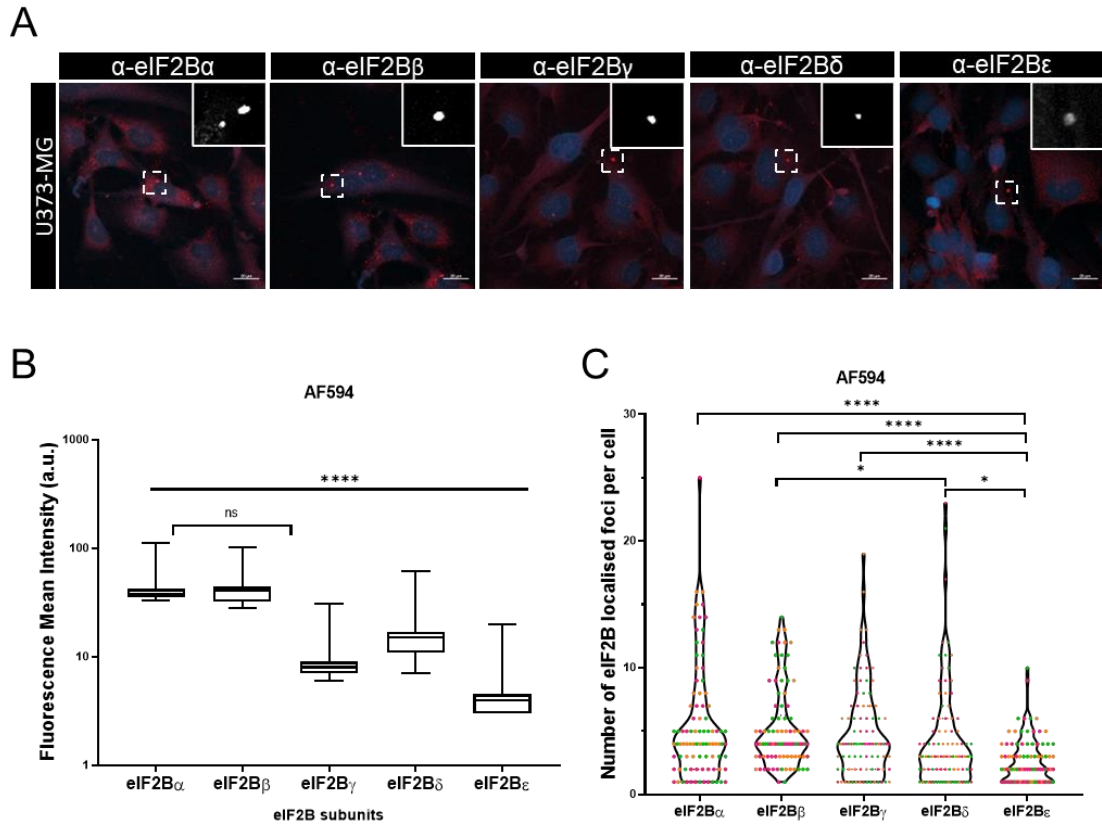 A
α-eIF2Bα α-eIF2Bβ α-eIF2Bγ α-eIF2Bδ α-eIF2Bε
U373-MG
B
AF594
Fluorescence Mean Intensity (a.u.)
1000
100
10
1
****
ns
eIF2Bα eIF2Bβ eIF2Bγ eIF2Bδ eIF2Bε
eIF2B subunits
C
AF594
Number of eIF2B localised foci per cell
30
20
10
0
****
****
****
*
*
eIF2Bα eIF2Bβ eIF2Bγ eIF2Bδ eIF2Bε